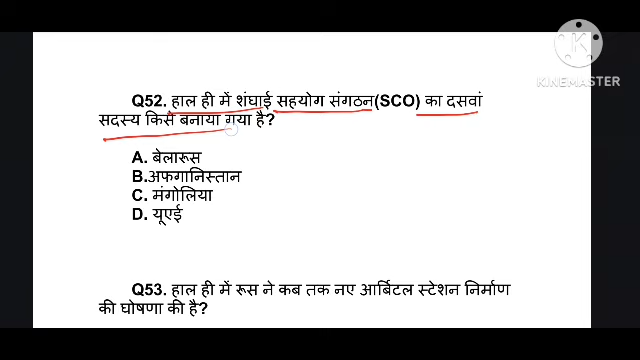 KINEMASTER
Q52. हाल ही में शंघाई सहयोग संगठन(SCO) का दसवां
सदस्य किसे बनाया गया है?
A. बेलारूस
B.अफगानिस्तान
C. मंगोलिया
D. यूएई
Q53. हाल ही में रूस ने कब तक नए आर्बिटल स्टेशन निर्माण
की घोषणा की है?